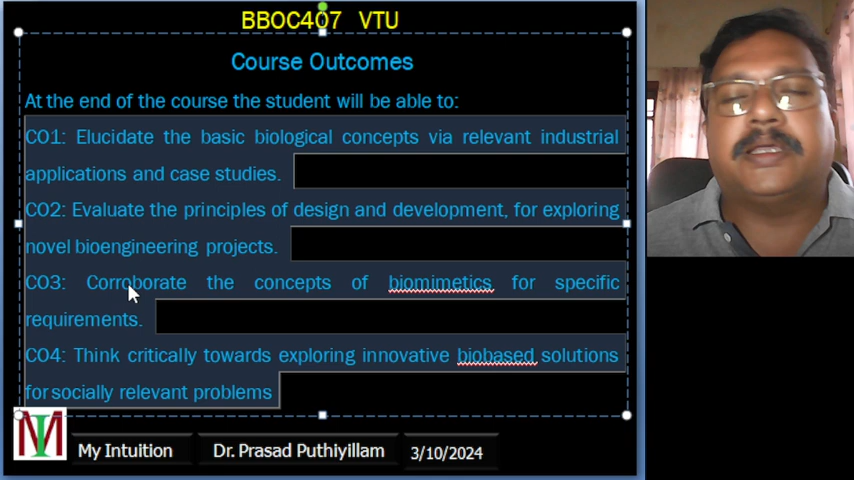 BBOC407 VTU
Course Outcomes
At the end of the course the student will be able to:
CO1: Elucidate the basic biological concepts via relevant industrial
applications and case studies.
CO2: Evaluate the principles of design and development, for exploring
novel bioengineering projects.
CO3: Corroborate the concepts of biomimetics for specific
requirements.
CO4: Think critically towards exploring innovative biobased solutions
for socially relevant problems
MI My Intuition Dr. Prasad Puthiyillam 3/10/2024